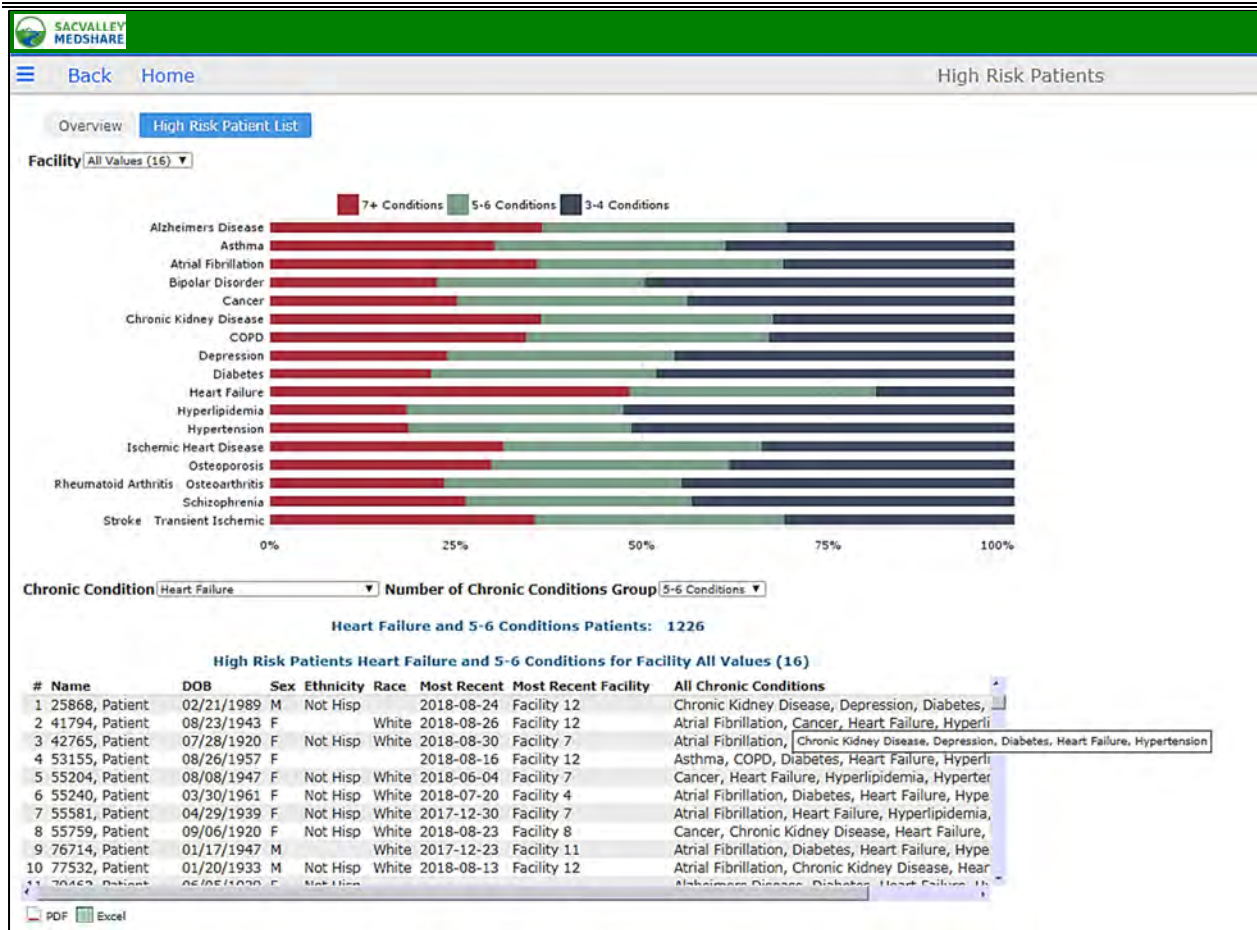 SACVALLEY
MEDSHARE
Back Home High Risk Patients
Overview High Risk Patient List
Facility All Values (16)
7+ Conditions 5-6 Conditions 3-4 Conditions
Alzheimers Disease
Asthma
Atrial Fibrillation
Bipolar Disorder
Cancer
Chronic Kidney Disease
COPD
Depression
Diabetes
Heart Failure
Hyperlipidemia
Hypertension
Ischemic Heart Disease
Osteoporosis
Rheumatoid Arthritis Osteoarthritis
Schizophrenia
Stroke Transient Ischemic
0% 25% 50% 75% 100%
Chronic Condition Heart Failure Number of Chronic Conditions Group 5-6 Conditions
Heart Failure and 5-6 Conditions Patients: 1226
High Risk Patients Heart Failure and 5-6 Conditions for Facility All Values (16)
# Name DOB Sex Ethnicity Race Most Recent Most Recent Facility All Chronic Conditions
1 25868, Patient 02/21/1989 M Not Hisp 2018-08-24 Facility 12 Chronic Kidney Disease, Depression, Diabetes,
2 41794, Patient 08/23/1943 F White 2018-08-26 Facility 12 Atrial Fibrillation, Cancer, Heart Failure, Hyperli
3 42765, Patient 07/28/1920 F Not Hisp White 2018-08-30 Facility 7 Atrial Fibrillation, Chronic Kidney Disease, Depression, Diabetes, Heart Failure, Hypertension
4 53155, Patient 08/26/1957 F 2018-08-16 Facility 12 Asthma, COPD, Diabetes, Heart Failure, Hyperli
5 55204, Patient 08/08/1947 F Not Hisp White 2018-06-04 Facility 7 Cancer, Heart Failure, Hyperlipidemia, Hyperter
6 55240, Patient 03/30/1961 F Not Hisp White 2018-07-20 Facility 4 Atrial Fibrillation, Diabetes, Heart Failure, Hype
7 55581, Patient 04/29/1939 F Not Hisp White 2017-12-30 Facility 7 Atrial Fibrillation, Heart Failure, Hyperlipidemia,
8 55759, Patient 09/06/1920 F Not Hisp White 2018-08-23 Facility 8 Cancer, Chronic Kidney Disease, Heart Failure,
9 76714, Patient 01/17/1947 M White 2017-12-23 Facility 11 Atrial Fibrillation, Diabetes, Heart Failure, Hype
10 77532, Patient 01/20/1933 M Not Hisp White 2018-08-13 Facility 12 Atrial Fibrillation, Chronic Kidney Disease, Hear
Patient Not Hisp Alzheimers Disease, Diabetes, Heart Failure,
PDF Excel